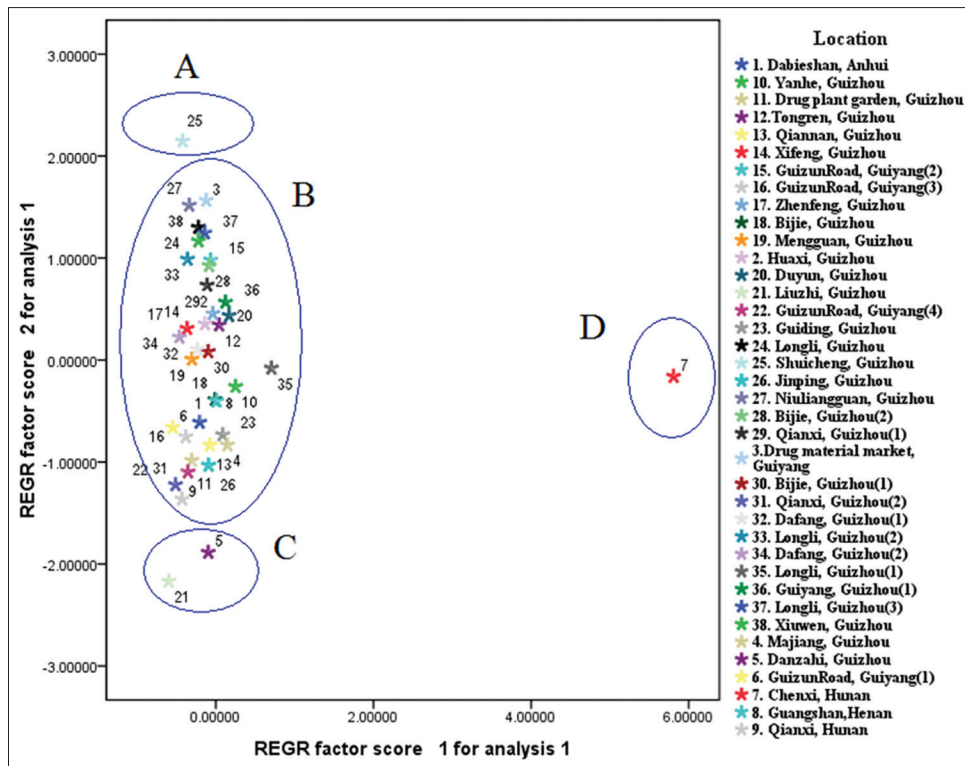 Location
1. Dabieshan, Anhui
10. Yanhe, Guizhou
11. Drug plant garden, Guizhou
12.Tongren, Guizhou
13. Qiannan, Guizhou
14. Xifeng, Guizhou
15. GuizunRoad, Guiyang(2)
16. GuizunRoad, Guiyang(3)
17. Zhenfeng, Guizhou
18. Bijie, Guizhou
19. Mengguan, Guizhou
2. Huaxi, Guizhou
20. Duyun, Guizhou
21. Liuzhi, Guizhou
22. GuizunRoad, Guiyang(4)
23. Guiding, Guizhou
24. Longli, Guizhou
25. Shuicheng, Guizhou
26. Jinping, Guizhou
27. Niuliangguan, Guizhou
28. Bijie, Guizhou(2)
29. Qianxi, Guizhou(1)
3.Drug material market,
Guiyang
30. Bijie, Guizhou(1)
31. Qianxi, Guizhou(2)
32. Dafang, Guizhou(1)
33. Longli, Guizhou(2)
34. Dafang, Guizhou(2)
35. Longli, Guizhou(1)
36. Guiyang, Guizhou(1)
37. Longli, Guizhou(3)
38. Xiuwen, Guizhou
4. Majiang, Guizhou
5. Danzahi, Guizhou
6. GuizunRoad, Guiyang(1)
7. Chenxi, Hunan
8. Guangshan,Henan
9. Qianxi, Hunan
REGR factor score 2 for analysis 1
3.00000
2.00000
1.00000
0.00000
-1.00000
-2.00000
-3.00000
A
25
B
27
3
38
37
24
15
33
28
36
292
1714
20
34
12
32
19
30
35
18
10
1
8
6
23
16
4
13
22
31
11
26
9
C
5
21
D
7
0.00000
2.00000
4.00000
6.00000
REGR factor score 1 for analysis 1